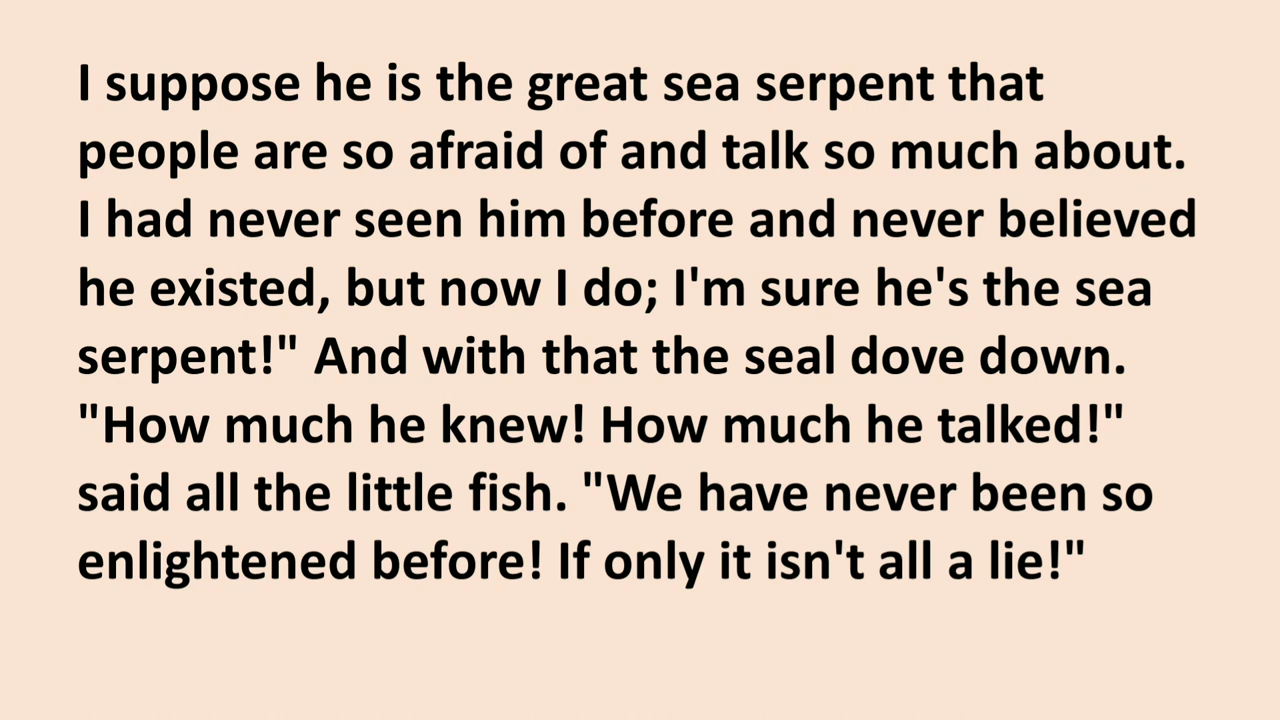 I suppose he is the great sea serpent that
people are so afraid of and talk so much about.
I had never seen him before and never believed
he existed, but now I do; I'm sure he's the sea
serpent!" And with that the seal dove down.
"How much he knew! How much he talked!"
said all the little fish. "We have never been so
enlightened before! If only it isn't all a lie!"